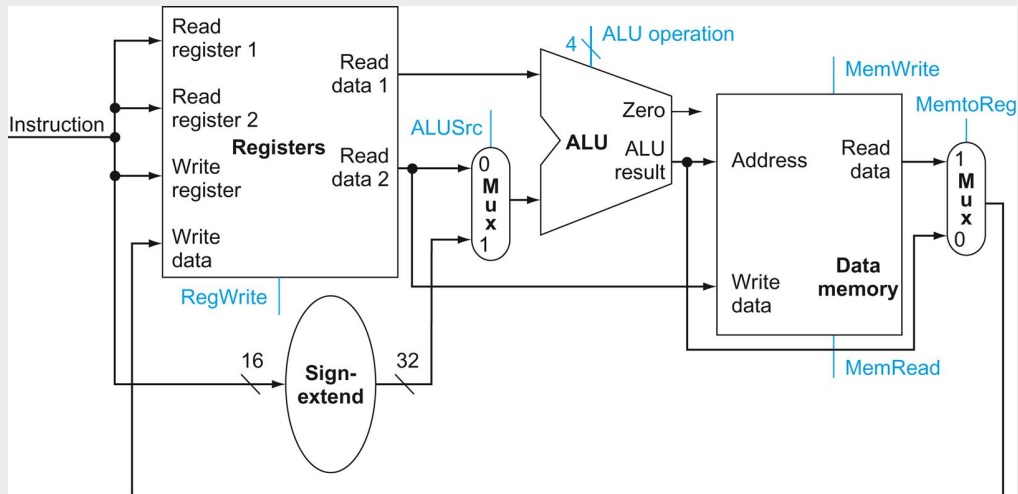 Read
register 1
Read
register 2
Write
register
Write
data
Registers
Read
data 1
Read
data 2
Instruction
RegWrite
16
Sign-
extend
32
ALUSrc
0
Mux
1
4
ALU operation
ALU
Zero
ALU
result
MemWrite
Address
Read
data
Write
data
Data
memory
MemRead
MemtoReg
1
Mux
0